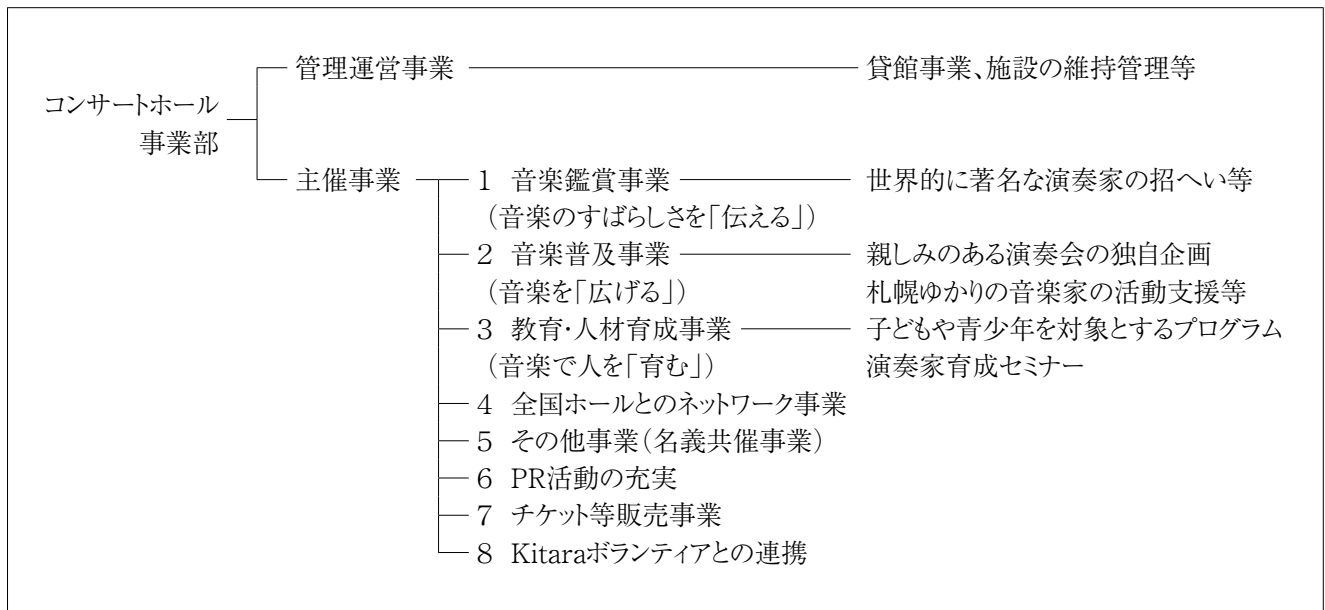 管理運営事業 貸館事業、施設の維持管理等
コンサートホール
事業部
主催事業 1 音楽鑑賞事業 世界的に著名な演奏家の招へい等
(音楽のすばらしさを「伝える」)
2 音楽普及事業 親しみのある演奏会の独自企画
(音楽を「広げる」) 札幌ゆかりの音楽家の活動支援等
3 教育・人材育成事業 子どもや青少年を対象とするプログラム
(音楽で人を「育む」) 演奏家育成セミナー
4 全国ホールとのネットワーク事業
5 その他事業(名義共催事業)
6 PR活動の充実
7 チケット等販売事業
8 Kitaraボランティアとの連携